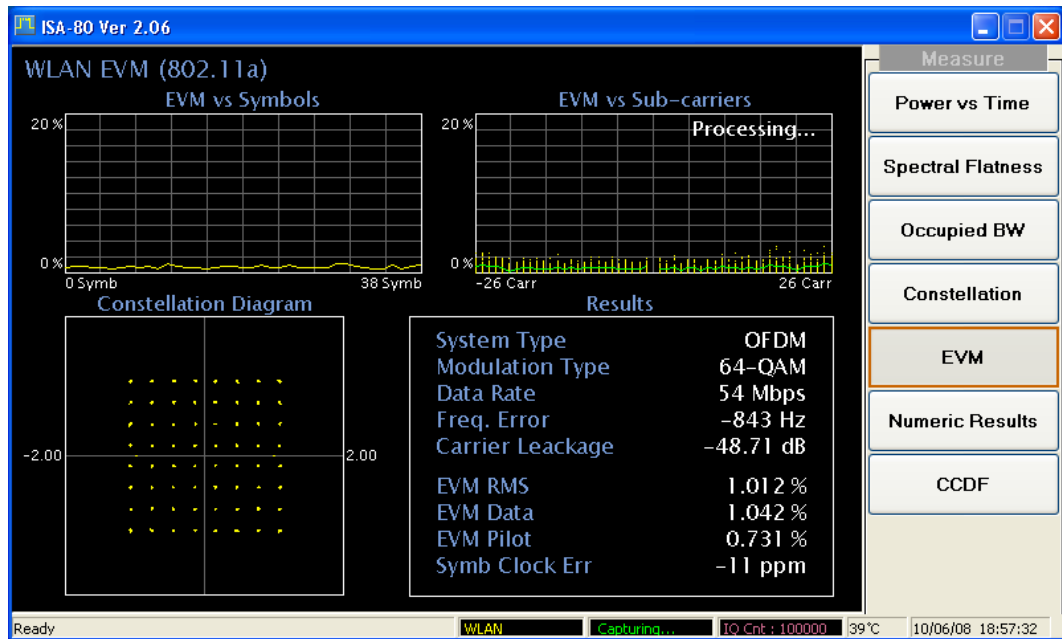 ISA-80 Ver 2.06
WLAN EVM (802.11a)
EVM vs Symbols
20 %
0 %
0 Symb
38 Symb
EVM vs Sub-carriers
Processing...
20 %
0 %
-26 Carr
26 Carr
Constellation Diagram
-2.00
2.00
Results
System Type OFDM
Modulation Type 64-QAM
Data Rate 54 Mbps
Freq. Error -843 Hz
Carrier Leackage -48.71 dB
EVM RMS 1.012 %
EVM Data 1.042 %
EVM Pilot 0.731 %
Symb Clock Err -11 ppm
Measure
Power vs Time
Spectral Flatness
Occupied BW
Constellation
EVM
Numeric Results
CCDF
Ready WLAN Capturing... IQ Cnt : 100000 39℃ 10/06/08 18:57:32